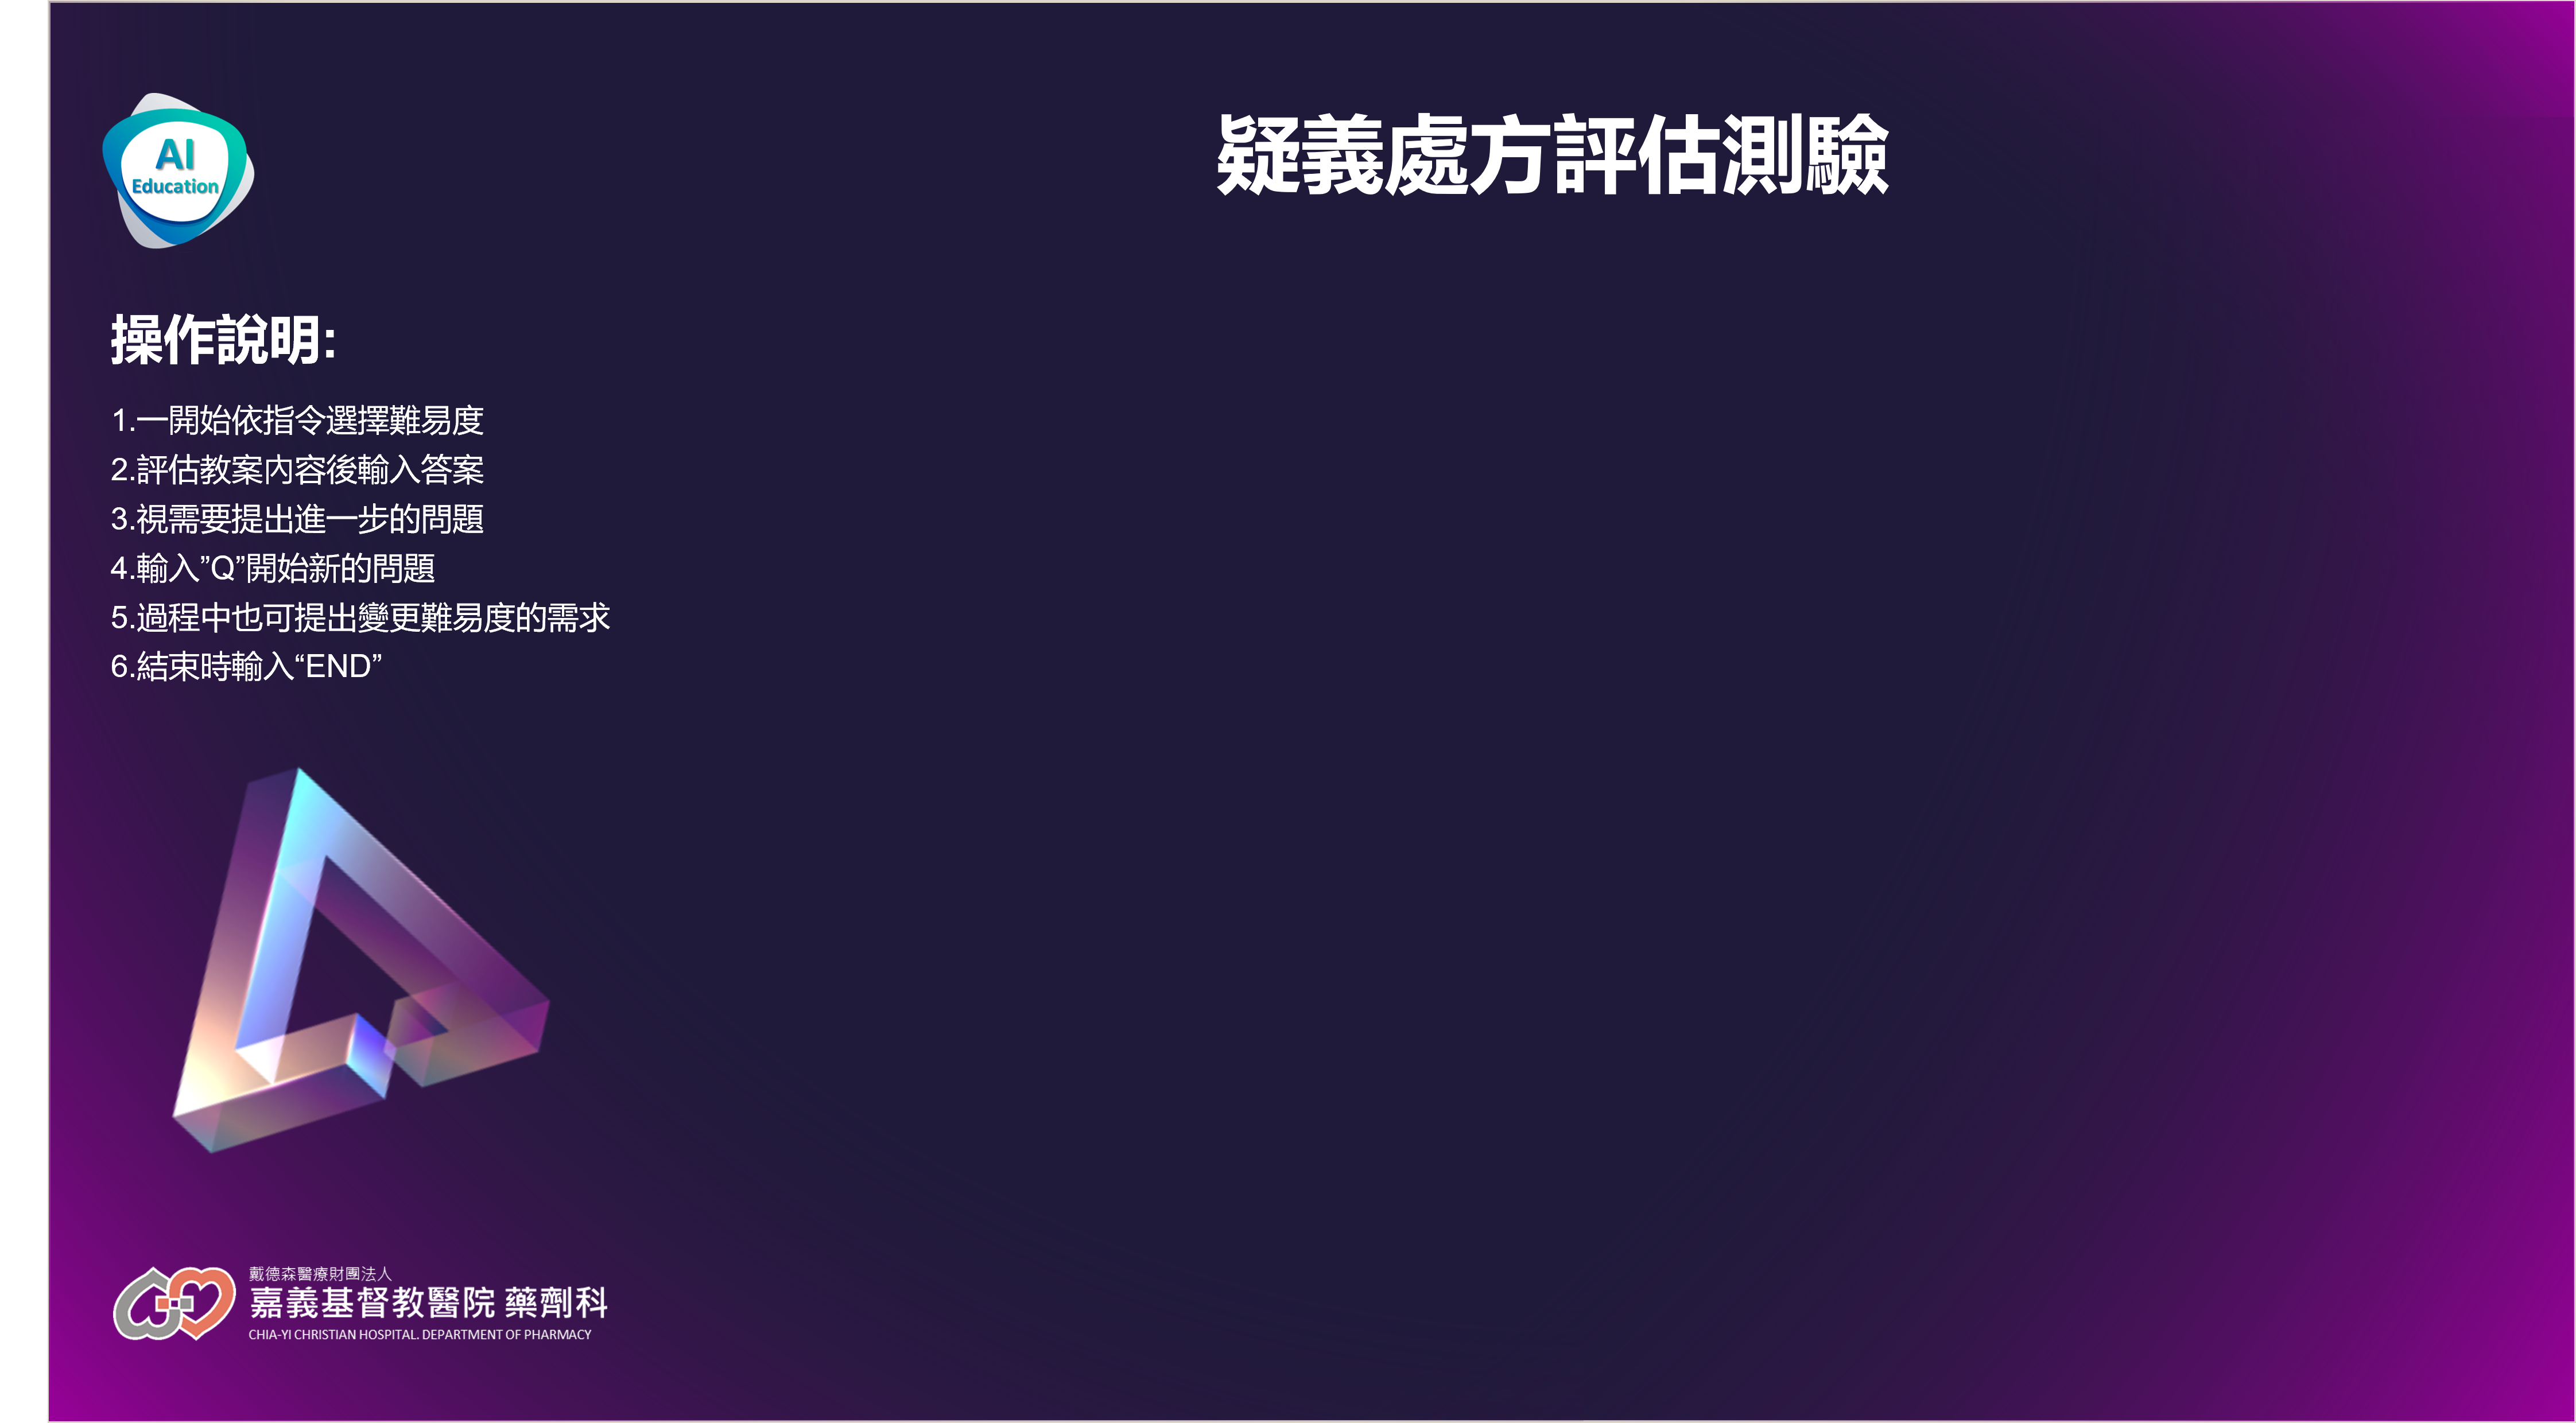 AI
Education
疑義處方評估測驗
操作說明:
1.一開始依指令選擇難易度
2.評估教案內容後輸入答案
3.視需要提出進一步的問題
4.輸入”Q”開始新的問題
5.過程中也可提出變更難易度的需求
6.結束時輸入“END”
戴德森醫療財團法人
嘉義基督教醫院 藥劑科
CHIA-YI CHRISTIAN HOSPITAL. DEPARTMENT OF PHARMACY